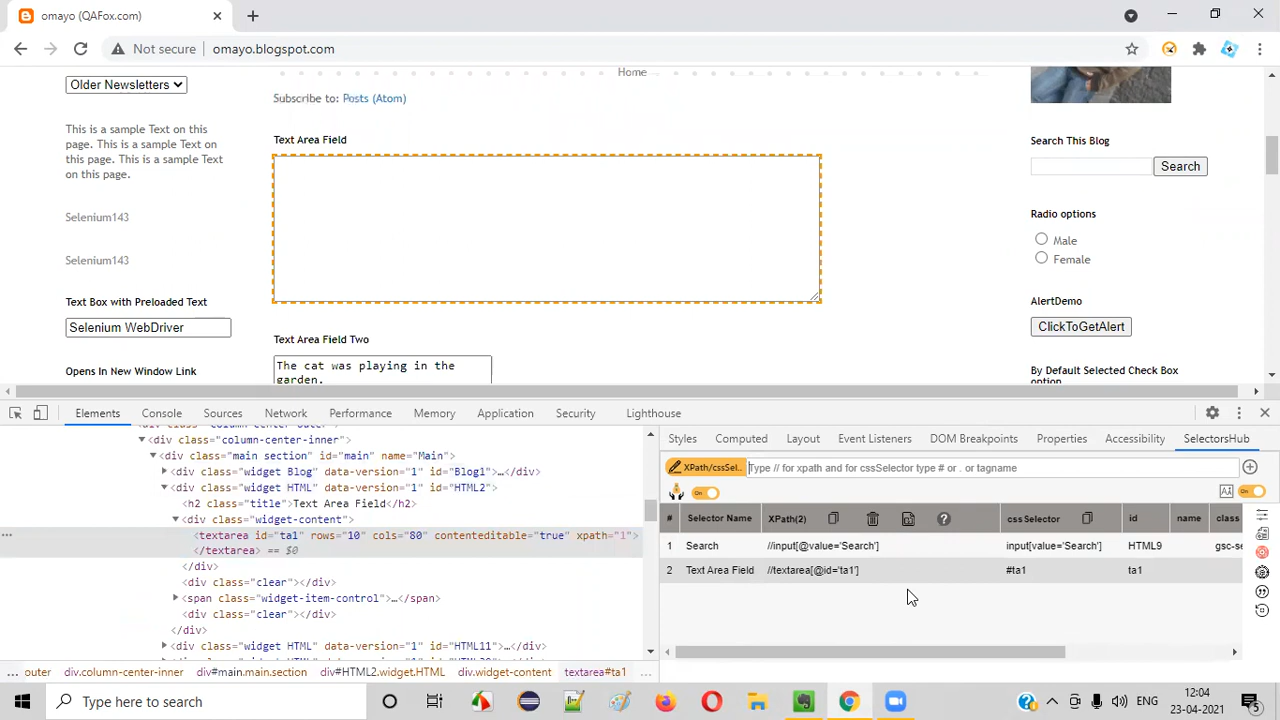 omayo (QAFox.com)
Not secure
omayo.blogspot.com
Older Newsletters
This is a sample Text on this
page. This is a sample Text
on this page. This is a sample Text
on this page.
Selenium143
Selenium143
Text Box with Preloaded Text
Selenium WebDriver
Opens In New Window Link
Home
Subscribe to: Posts (Atom)
Text Area Field
Text Area Field Two
The cat was playing in the
garden.
Search This Blog
Search
Radio options
Male
Female
AlertDemo
ClickToGetAlert
By Default Selected Check Box
option
Elements Console Sources Network Performance Memory Application Security Lighthouse
<div class="column-center-inner">
<div class="main section" id="main" name="Main">
<div class="widget Blog" data-version="1" id="Blog1">…</div>
<div class="widget HTML" data-version="1" id="HTML2">
<h2 class="title">Text Area Field</h2>
<div class="widget-content">
<textarea id="ta1" rows="10" cols="80" contenteditable="true" xpath="1">
</textarea> == $0
</div>
<div class="clear"></div>
<span class="widget-item-control">…</span>
<div class="clear"></div>
</div>
<div class="widget HTML" data-version="1" id="HTML11">…</div>
... outer div.column-center-inner div#main.main.section div#HTML2.widget.HTML div.widget-content textarea#ta1
Styles Computed Layout Event Listeners DOM Breakpoints Properties Accessibility SelectorsHub
XPath/cssSel..
Type // for xpath and for cssSelector type # or . or tagname
On
On
# Selector Name XPath(2) cssSelector id name class
1 Search //input[@value='Search'] input[value='Search'] HTML9 gsc-se
2 Text Area Field //textarea[@id='ta1'] #ta1 ta1
Type here to search
ENG
12:04
23-04-2021
5